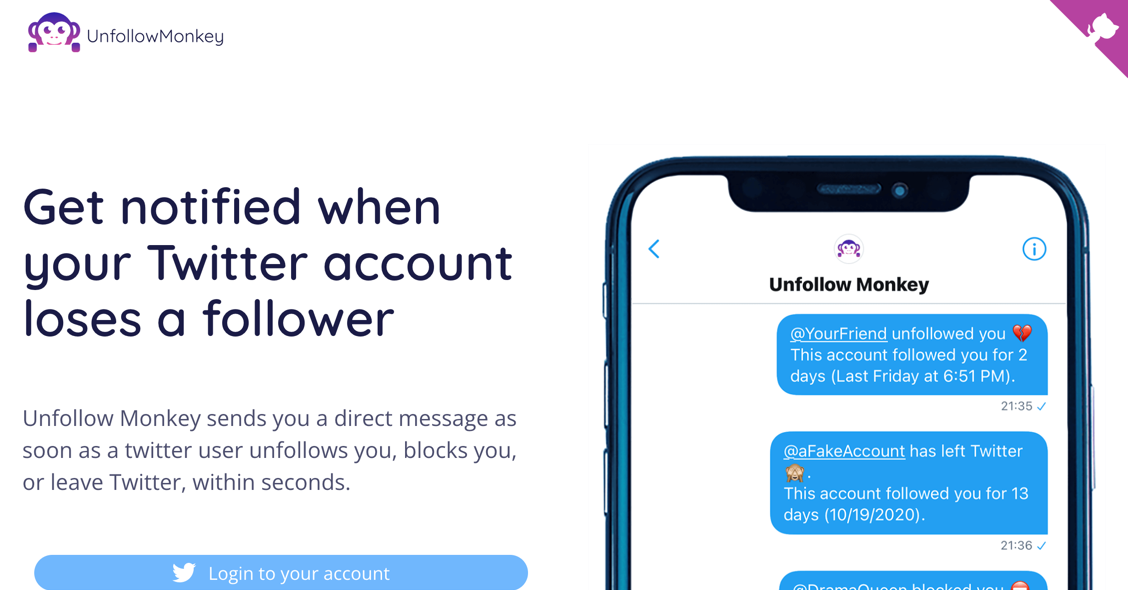 UnfollowMonkey
Get notified when
your Twitter account
loses a follower
Unfollow Monkey sends you a direct message as
soon as a twitter user unfollows you, blocks you,
or leave Twitter, within seconds.
Login to your account
Unfollow Monkey
@YourFriend unfollowed you 💔
This account followed you for 2
days (Last Friday at 6:51 PM).
21:35 ✓
@aFakeAccount has left Twitter
🙈.
This account followed you for 13
days (10/19/2020).
21:36 ✓
@DramaQueen blocked you ⛔